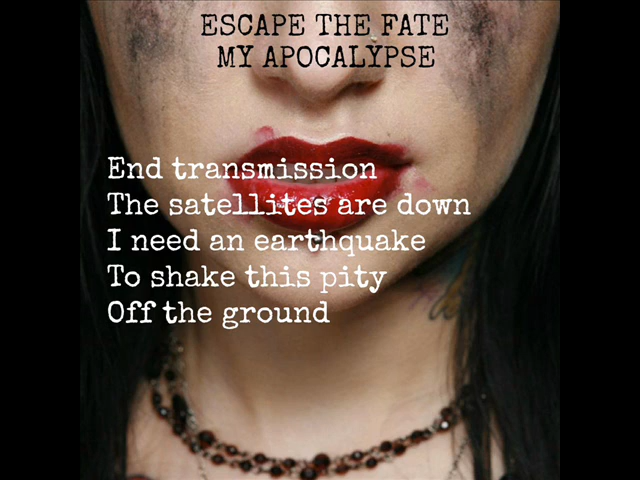 ESCAPE THE FATE
MY APOCALYPSE
End transmission
The satellites are down
I need an earthquake
To shake this pity
Off the ground